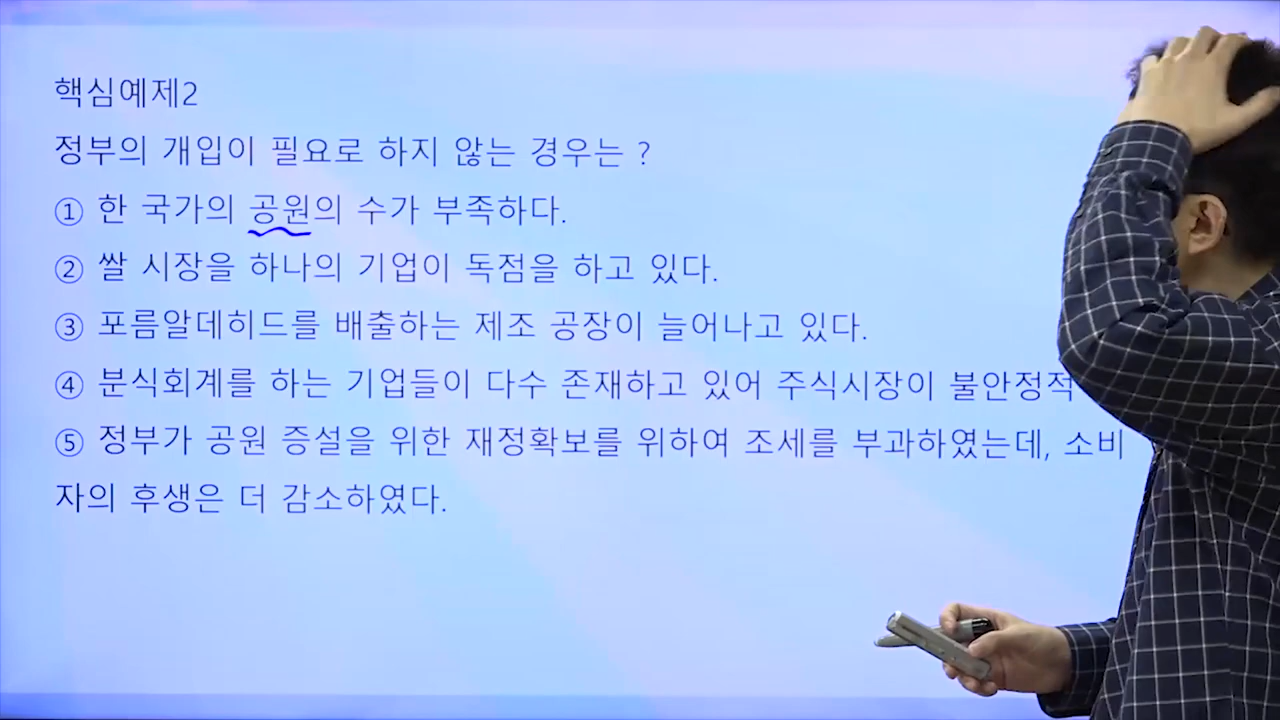 핵심예제2
정부의 개입이 필요로 하지 않는 경우는 ?
① 한 국가의 공원의 수가 부족하다.
② 쌀 시장을 하나의 기업이 독점을 하고 있다.
③ 포름알데히드를 배출하는 제조 공장이 늘어나고 있다.
④ 분식회계를 하는 기업들이 다수 존재하고 있어 주식시장이 불안정적
⑤ 정부가 공원 증설을 위한 재정확보를 위하여 조세를 부과하였는데, 소비
자의 후생은 더 감소하였다.